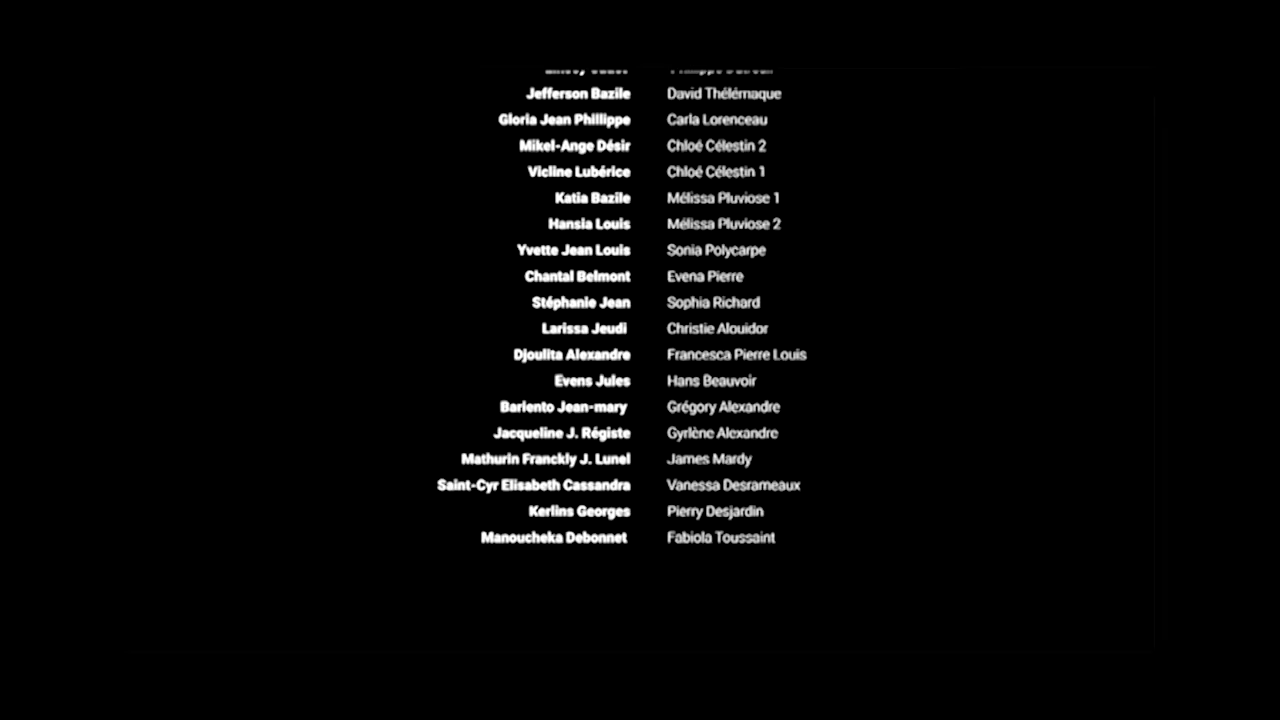 Jefferson Bazile David Thélémaque
Gloria Jean Phillippe Carla Lorenceau
Mikel-Ange Désir Chloé Célestin 2
Vicline Lubérice Chloé Célestin 1
Katia Bazile Mélissa Pluviose 1
Hansia Louis Mélissa Pluviose 2
Yvette Jean Louis Sonia Polycarpe
Chantal Belmont Evena Pierre
Stéphanie Jean Sophia Richard
Larissa Jeudi Christie Alouidor
Djoulita Alexandre Francesca Pierre Louis
Evens Jules Hans Beauvoir
Bariento Jean-mary Grégory Alexandre
Jacqueline J. Régiste Gyrlène Alexandre
Mathurin Franckly J. Lunel James Mardy
Saint-Cyr Elisabeth Cassandra Vanessa Desrameaux
Kerlins Georges Pierry Desjardin
Manoucheka Debonnet Fabiola Toussaint